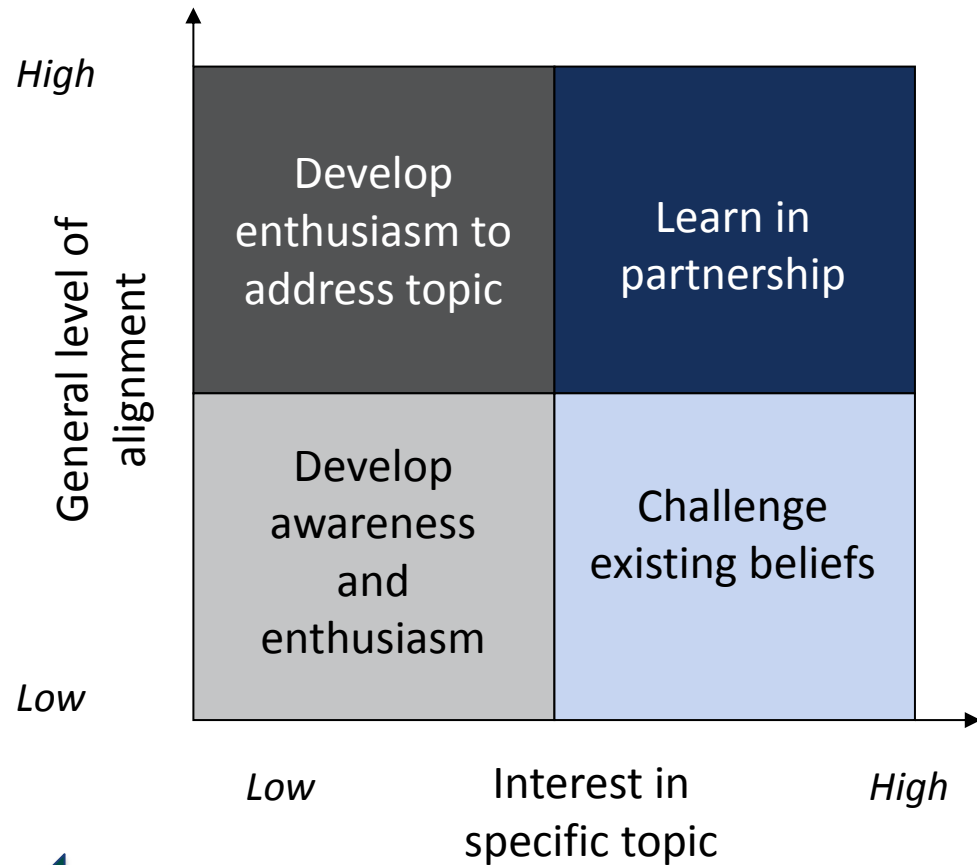 High
Develop
enthusiasm to
address topic
Learn in
partnership
General level of
alignment
Develop
awareness
and
enthusiasm
Challenge
existing beliefs
Low
Low
Interest in
specific topic
High